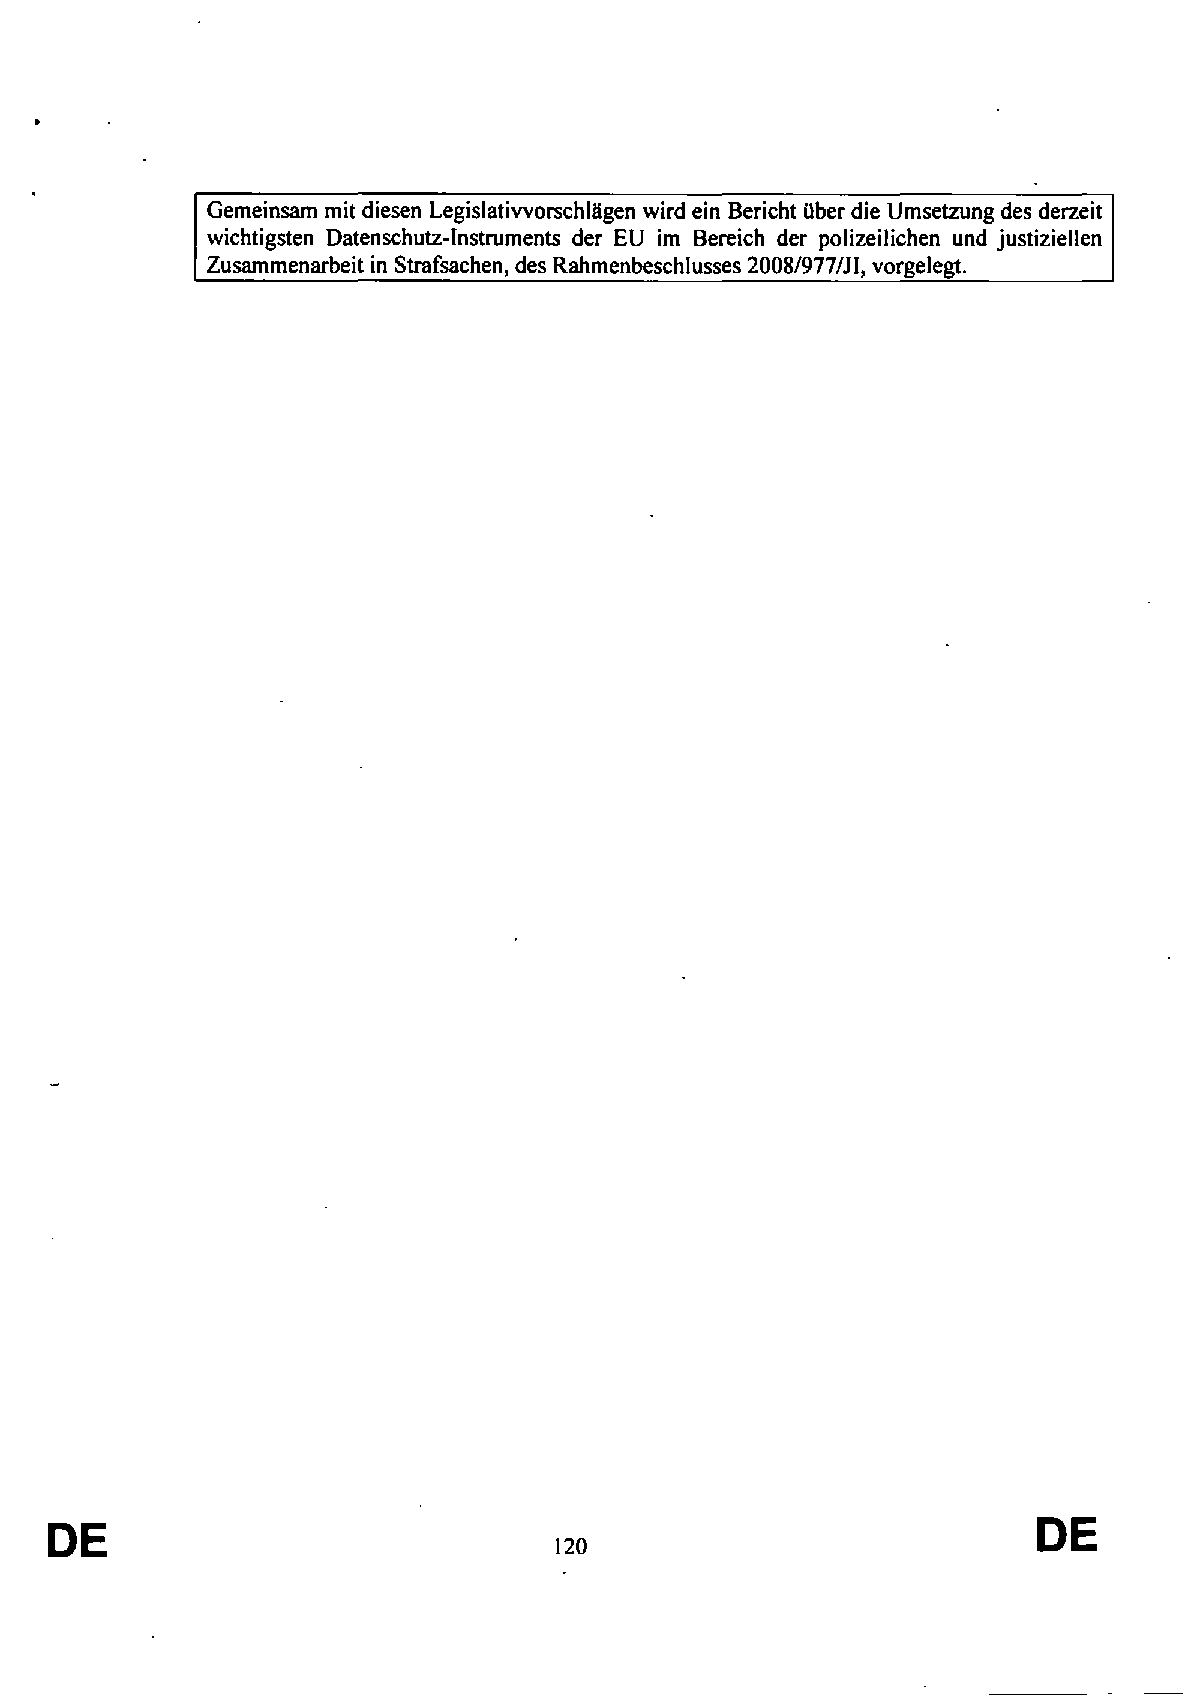 Gemeinsam mit diesen Legislativvorschlägen wird ein Bericht über die Umsetzung des derzeit
wichtigsten Datenschutz-Instruments der EU im Bereich der polizeilichen und justiziellen
Zusammenarbeit in Strafsachen, des Rahmenbeschlusses 2008/977/JI, vorgelegt.
DE 120 DE